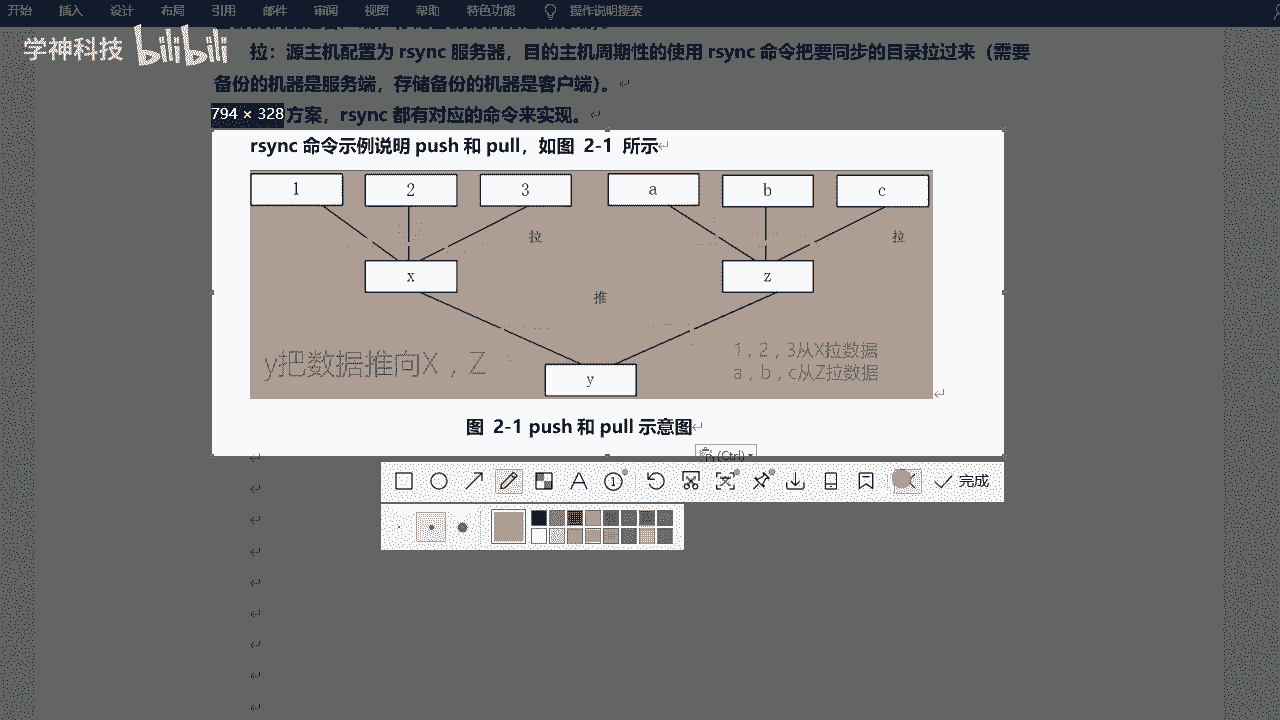 开始 插入 设计 布局 引用 邮件 审阅 视图 帮助 特色功能 操作说明搜索
学神科技 bilibili
拉：源主机配置为 rsync 服务器，目的主机周期性的使用 rsync 命令把要同步的目录拉过来（需要
备份的机器是服务端，存储备份的机器是客户端）。
794 × 328 方案，rsync 都有对应的命令来实现。
rsync 命令示例说明 push 和 pull，如图 2-1 所示
1 2 3 a b c
拉 拉
x z
推
y把数据推向X，Z
1，2，3从X拉数据
a，b，c从Z拉数据
y
图 2-1 push 和 pull 示意图
(Ctrl)
完成